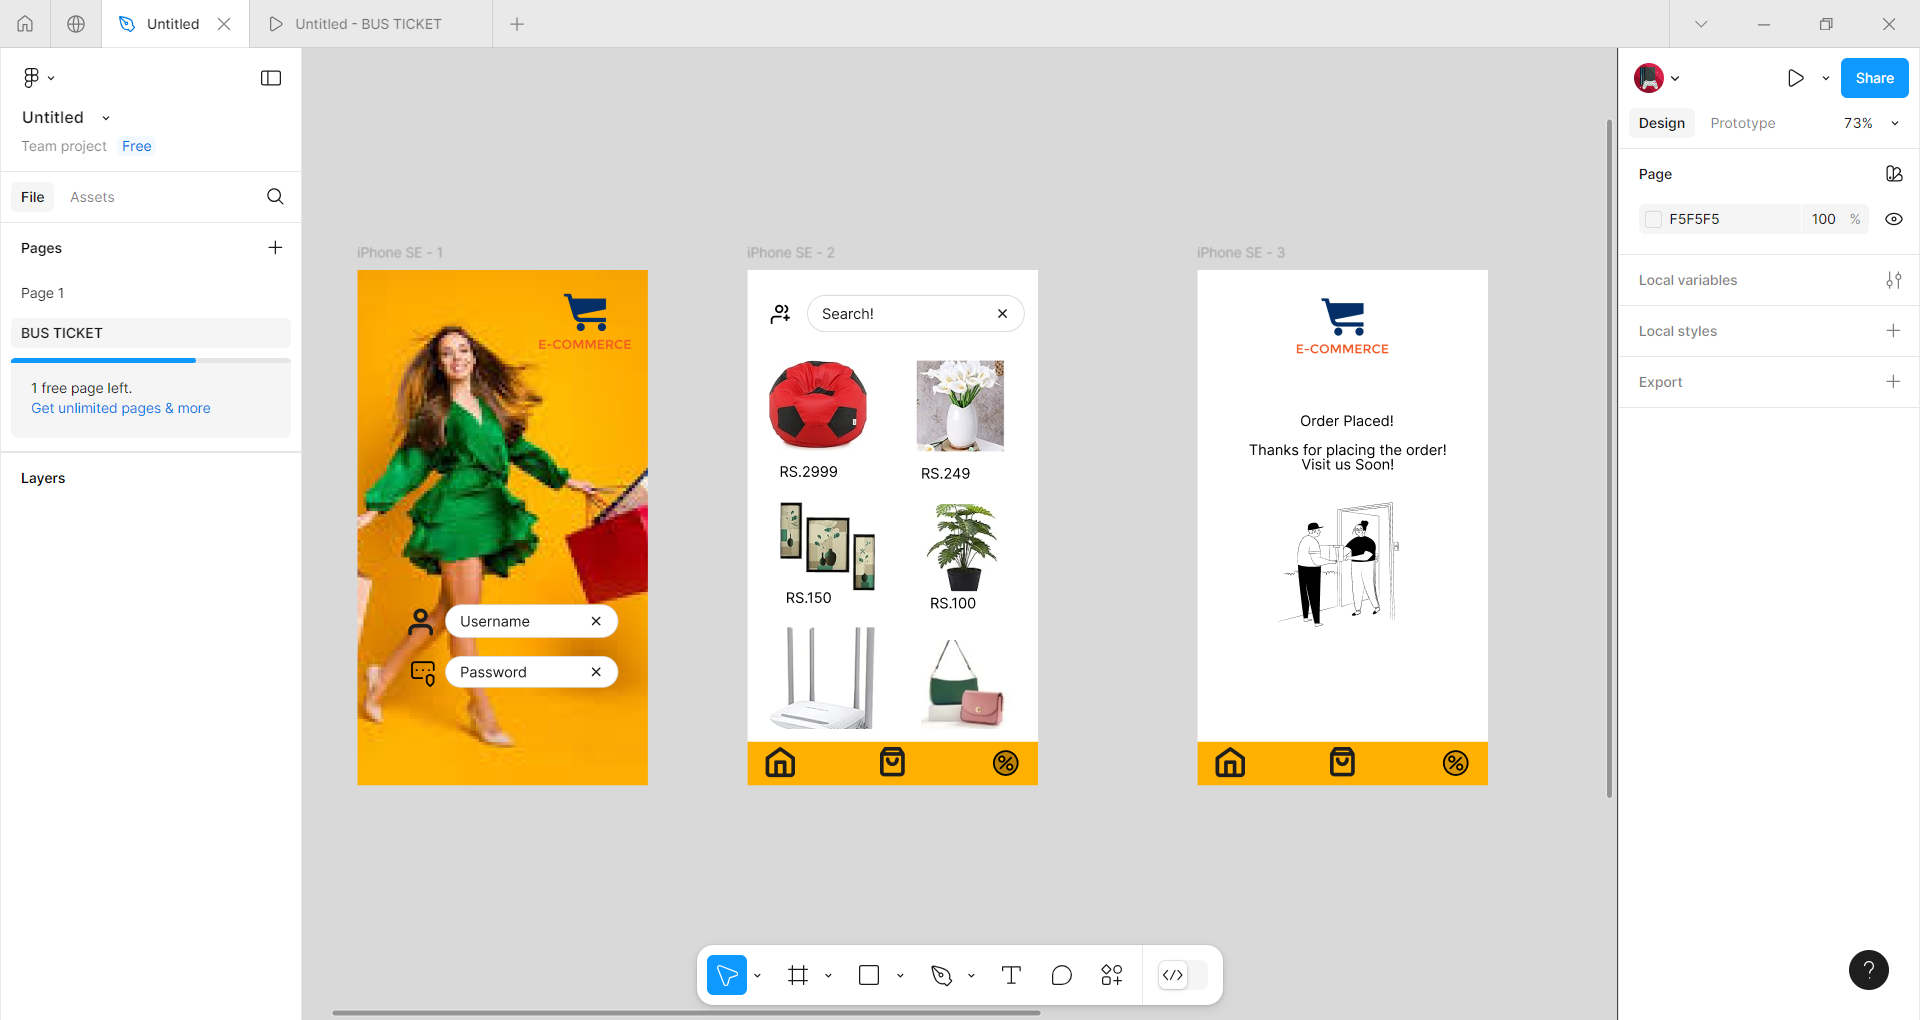 Untitled
Untitled - BUS TICKET
Untitled
Team project Free
File Assets
Pages
Page 1
BUS TICKET
1 free page left.
Get unlimited pages & more
Layers
iPhone SE - 1
E-COMMERCE
Username
Password
iPhone SE - 2
Search!
RS.2999
RS.249
RS.150
RS.100
iPhone SE - 3
E-COMMERCE
Order Placed!
Thanks for placing the order!
Visit us Soon!
Share
Design Prototype 73%
Page
F5F5F5 100 %
Local variables
Local styles
Export